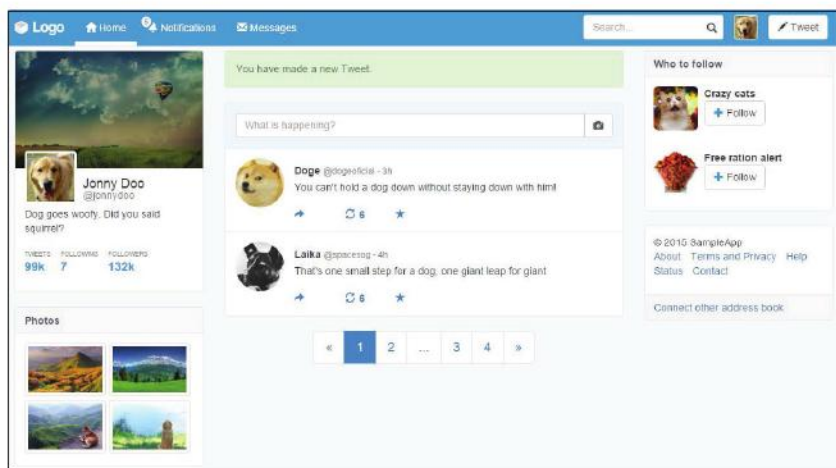 Logo Home 5 Notifications Messages Search... Tweet
Jonny Doo
@jonnydoo
Dog goes woofy. Did you said
squirrel?
TWEETS FOLLOWING FOLLOWERS
99k 7 132k
Photos
You have made a new Tweet.
What is happening?
Doge @dogeoficial - 3h
You can't hold a dog down without staying down with him!
6
Laika @spacesog - 4h
That's one small step for a dog, one giant leap for giant
6
« 1 2 ... 3 4 »
Who to follow
Crazy cats
+ Follow
Free ration alert
+ Follow
© 2015 SampleApp
About Terms and Privacy Help
Status Contact
Connect other address book